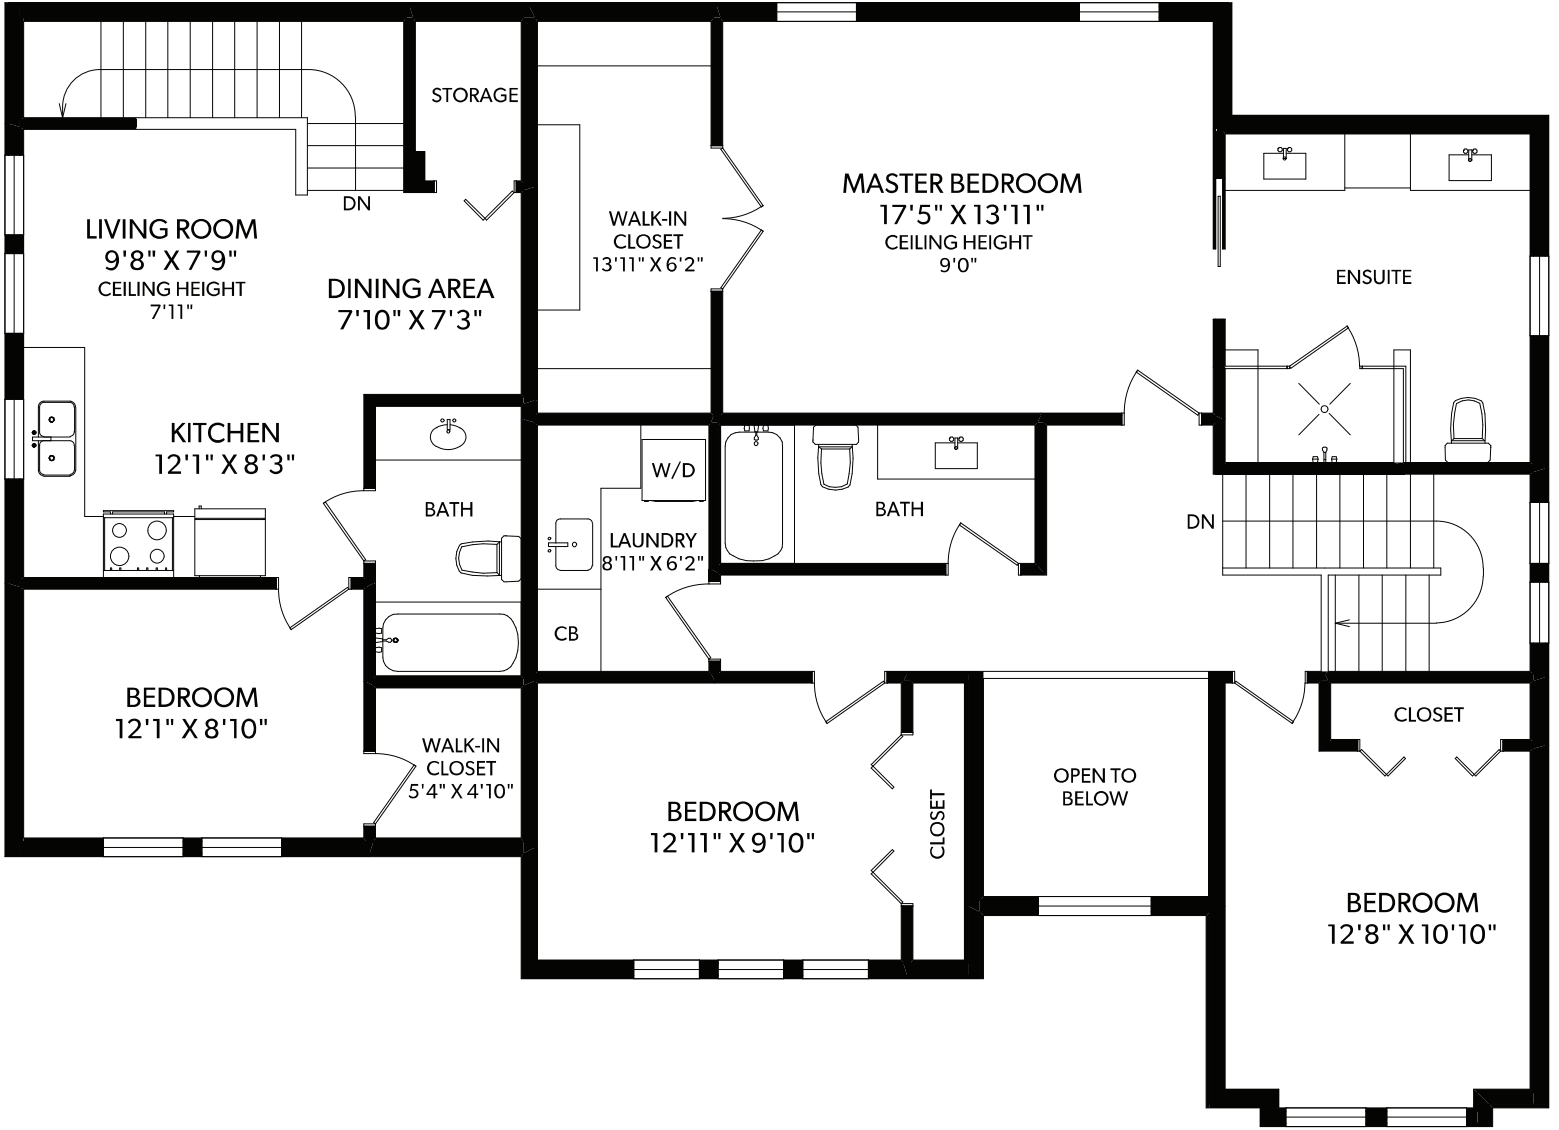 STORAGE
DN
LIVING ROOM
9'8" X 7'9"
CEILING HEIGHT
7'11"
DINING AREA
7'10" X 7'3"
KITCHEN
12'1" X 8'3"
BATH
BEDROOM
12'1" X 8'10"
WALK-IN
CLOSET
5'4" X 4'10"
WALK-IN
CLOSET
13'11" X 6'2"
MASTER BEDROOM
17'5" X 13'11"
CEILING HEIGHT
9'0"
ENSUITE
W/D
LAUNDRY
8'11" X 6'2"
CB
BATH
DN
BEDROOM
12'11" X 9'10"
CLOSET
OPEN TO
BELOW
CLOSET
BEDROOM
12'8" X 10'10"